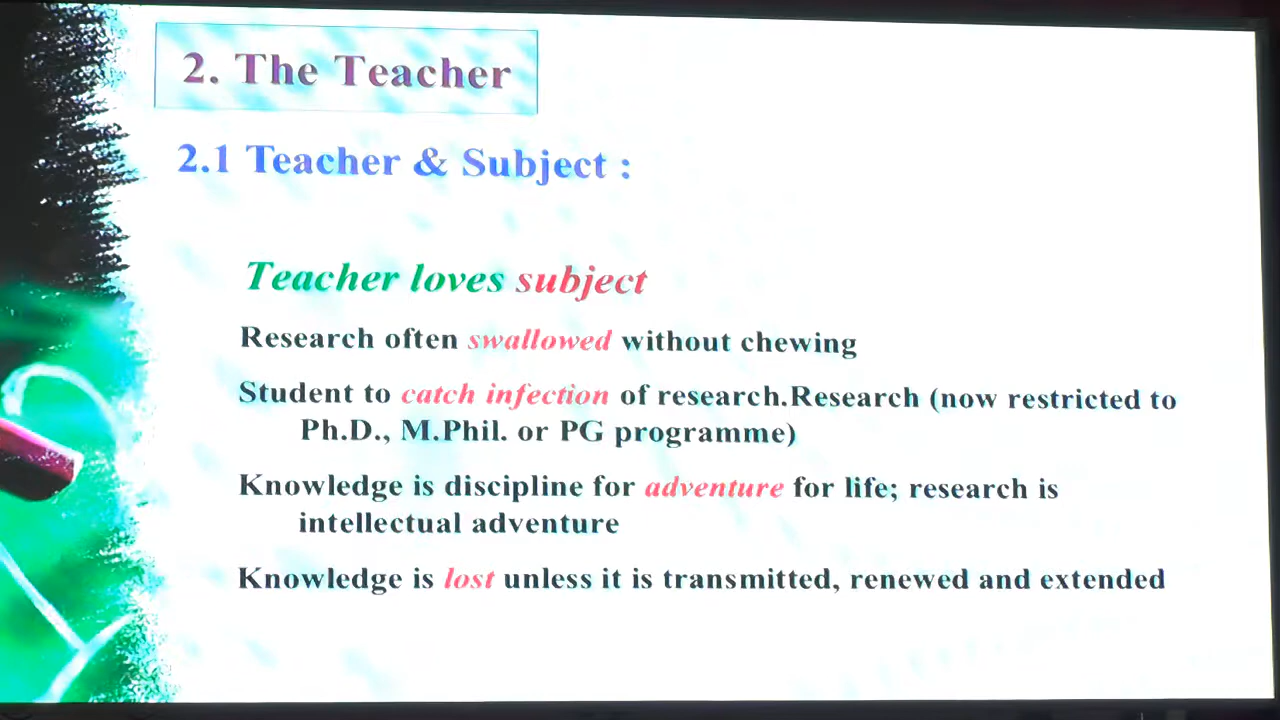 2. The Teacher
2.1 Teacher & Subject :
Teacher loves subject
Research often swallowed without chewing
Student to catch infection of research.Research (now restricted to
Ph.D., M.Phil. or PG programme)
Knowledge is discipline for adventure for life; research is
intellectual adventure
Knowledge is lost unless it is transmitted, renewed and extended